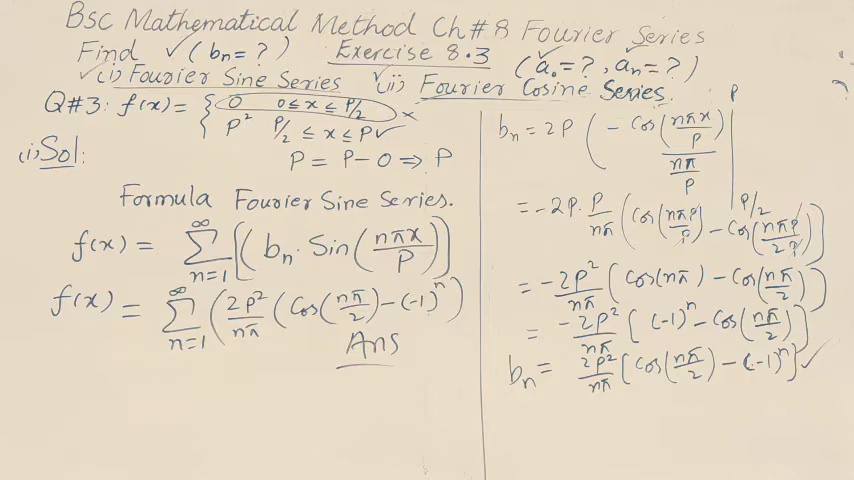 Bsc Mathematical Method Ch#8 Fourier Series
Find ✓(bn=?) Exercise 8.3 (a₀=?, an=?)
✓(i) Fourier Sine Series ✓(ii) Fourier Cosine Series.
Q#3: f(x) = { 0 0≤x≤P/2 ×
P² P/2 ≤ x ≤ P ✓
(i) Sol: P = P-0 ⇒ P
Formula Fourier Sine Series.
f(x) = ∑_{n=1}^{∞} (bn · Sin(nπx/P))
f(x) = ∑_{n=1}^{∞} (2P²/nπ (Cos(nπ/2) - (-1)ⁿ)
Ans
bn = 2P ( -Cos(nπx/P) / (nπ/P) |_{P/2}^{P}
= -2P · P/nπ (Cos(nπP/P) - Cos(nπP/2P))
= -2P²/nπ (Cos(nπ) - Cos(nπ/2))
= -2P²/nπ [(-1)ⁿ - Cos(nπ/2)]
bn = 2P²/nπ [Cos(nπ/2) - (-1)ⁿ] ✓